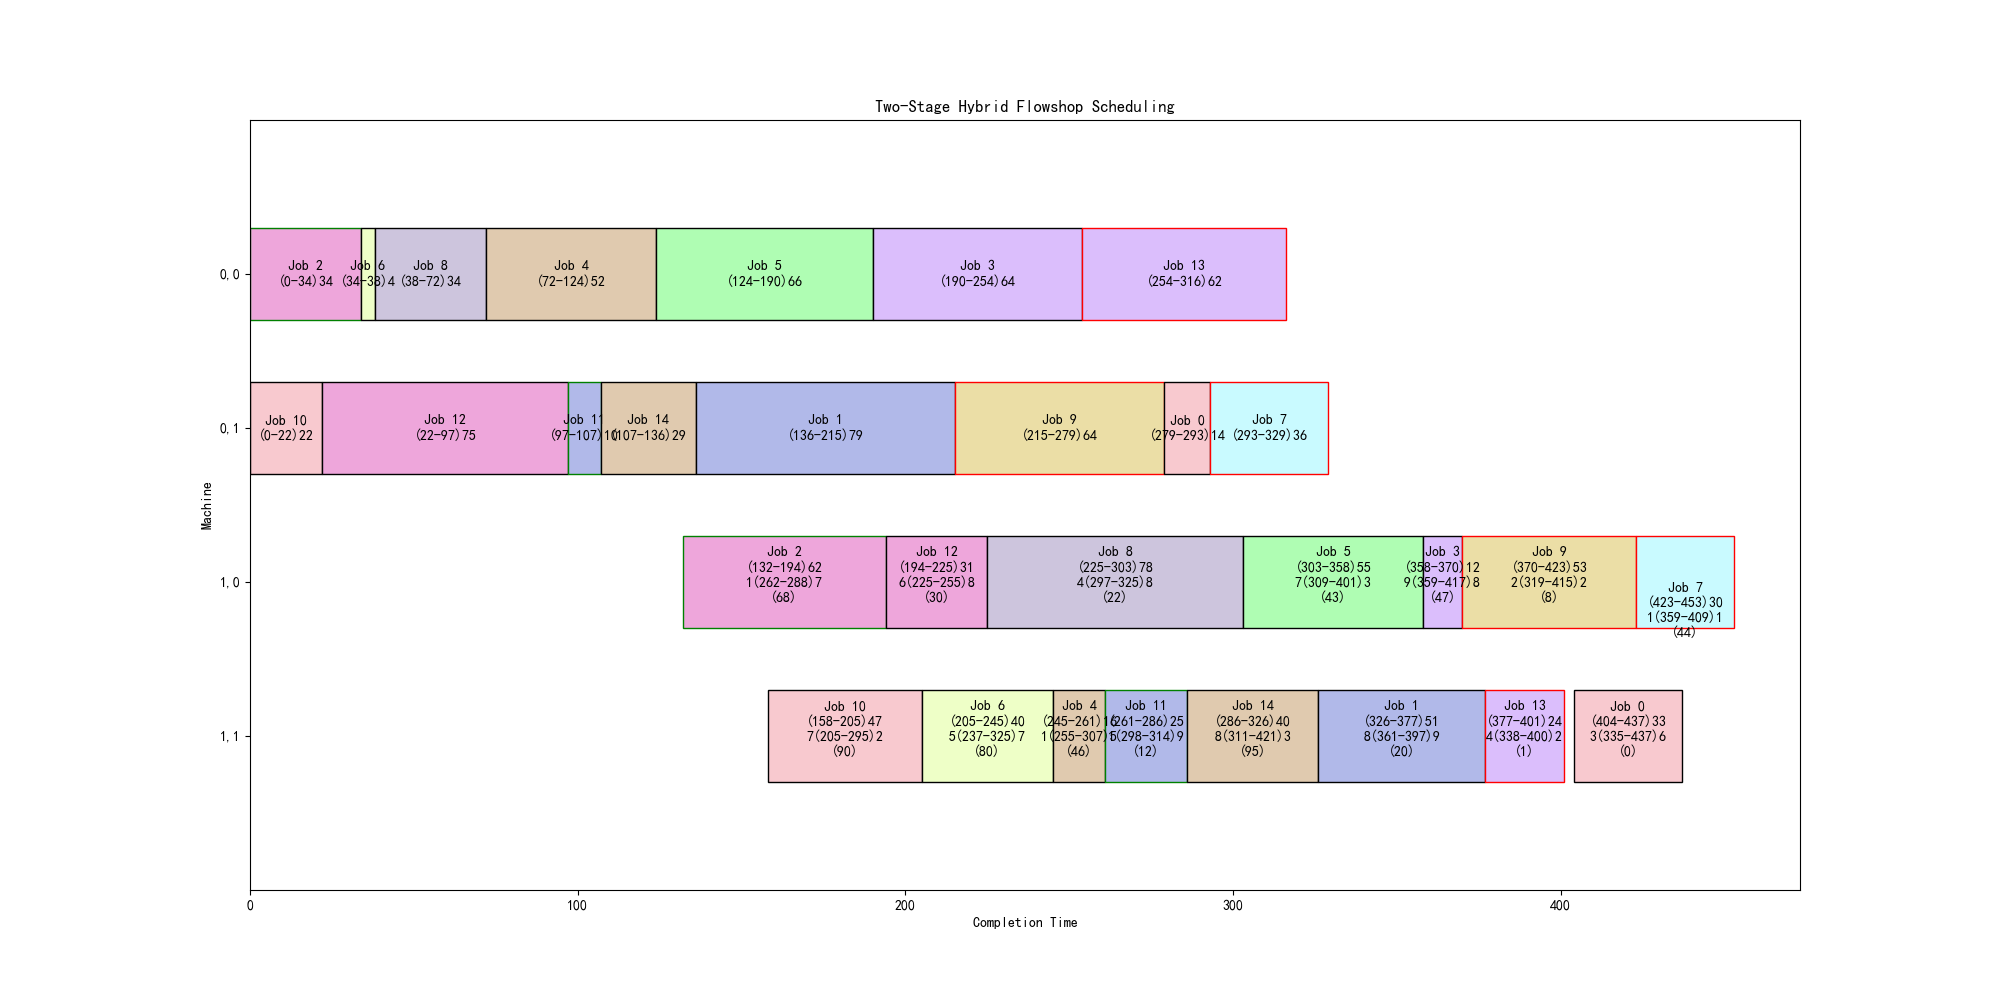 Two-Stage Hybrid Flowshop Scheduling
Machine
0,0
Job 2
(0-34)34
Job 6
(34-38)4
Job 8
(38-72)34
Job 4
(72-124)52
Job 5
(124-190)66
Job 3
(190-254)64
Job 13
(254-316)62
0,1
Job 10
(0-22)22
Job 12
(22-97)75
Job 11
(97-107)10
Job 14
(107-136)29
Job 1
(136-215)79
Job 9
(215-279)64
Job 0
(279-293)14
Job 7
(293-329)36
1,0
Job 2
(132-194)62
1(262-288)7
(68)
Job 12
(194-225)31
6(225-255)8
(30)
Job 8
(225-303)78
4(297-325)8
(22)
Job 5
(303-358)55
7(309-401)3
(43)
Job 3
(358-370)12
9(359-417)8
(47)
Job 9
(370-423)53
2(319-415)2
(8)
Job 7
(423-453)30
1(359-409)1
(44)
1,1
Job 10
(158-205)47
7(205-295)2
(90)
Job 6
(205-245)40
5(237-325)7
(80)
Job 4
(245-261)16
(46)
Job 11
(261-286)25
(12)
Job 14
(286-326)40
8(311-421)3
(95)
Job 1
(326-377)51
8(361-397)9
(20)
Job 13
(377-401)24
4(338-400)2
(1)
Job 0
(404-437)33
3(335-437)6
(0)
0
100
200
300
400
Completion Time